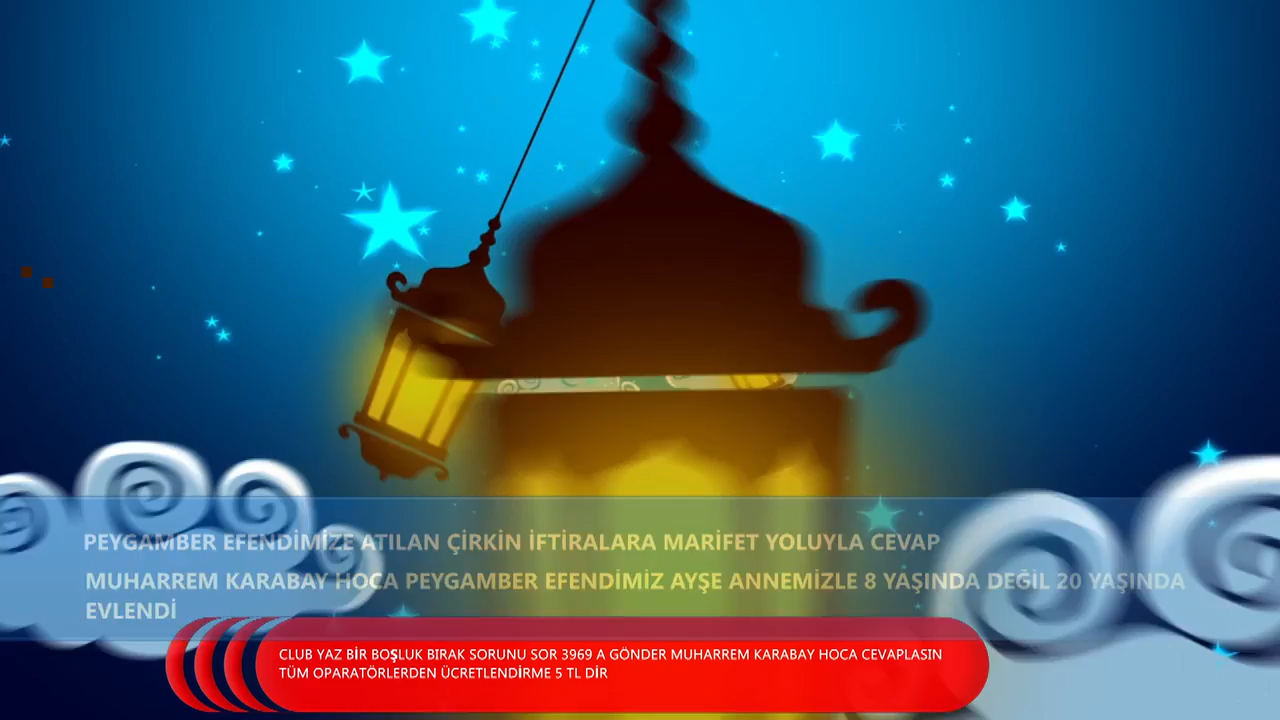 PEYGAMBER EFENDİMİZE ATILAN ÇİRKİN İFTİRALARA MARİFET YOLUYLA CEVAP
MUHARREM KARABAY HOCA PEYGAMBER EFENDİMİZ AYŞE ANNEMİZLE 8 YAŞINDA DEĞİL 20 YAŞINDA
EVLENDİ
CLUB YAZ BİR BOŞLUK BIRAK SORUNU SOR 3969 A GÖNDER MUHARREM KARABAY HOCA CEVAPLASIN
TÜM OPARATÖRLERDEN ÜCRETLENDİRME 5 TL DİR